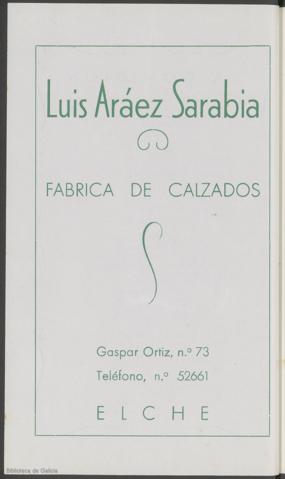 Luis Aráez Sarabia
FABRICA DE CALZADOS
Gaspar Ortiz, n.º 73
Teléfono, n.º 52661
ELCHE
Biblioteca de Galicia